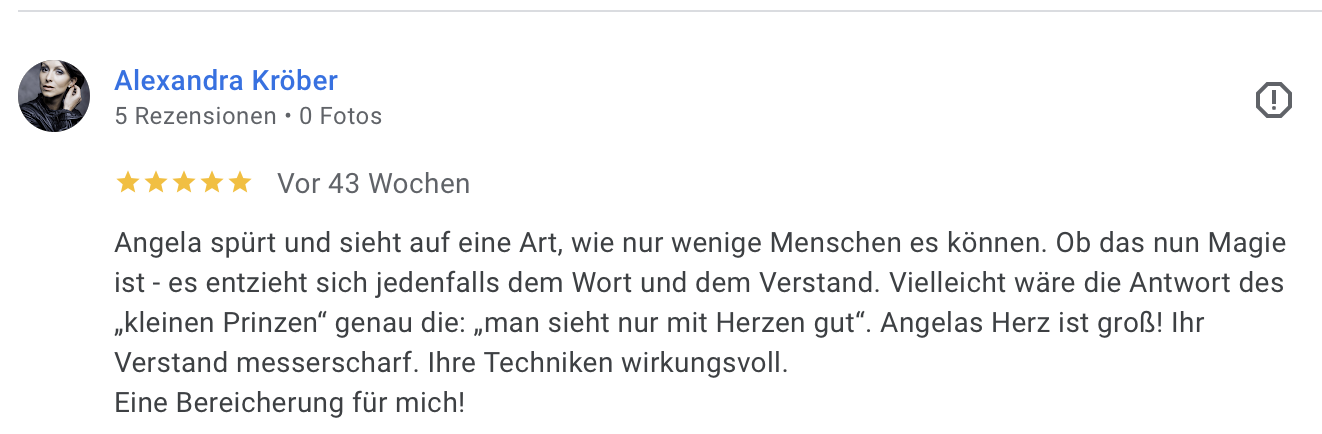 Alexandra Kröber
5 Rezensionen • 0 Fotos
Vor 43 Wochen
Angela spürt und sieht auf eine Art, wie nur wenige Menschen es können. Ob das nun Magie
ist - es entzieht sich jedenfalls dem Wort und dem Verstand. Vielleicht wäre die Antwort des
„kleinen Prinzen“ genau die: „man sieht nur mit Herzen gut“. Angelas Herz ist groß! Ihr
Verstand messerscharf. Ihre Techniken wirkungsvoll.
Eine Bereicherung für mich!